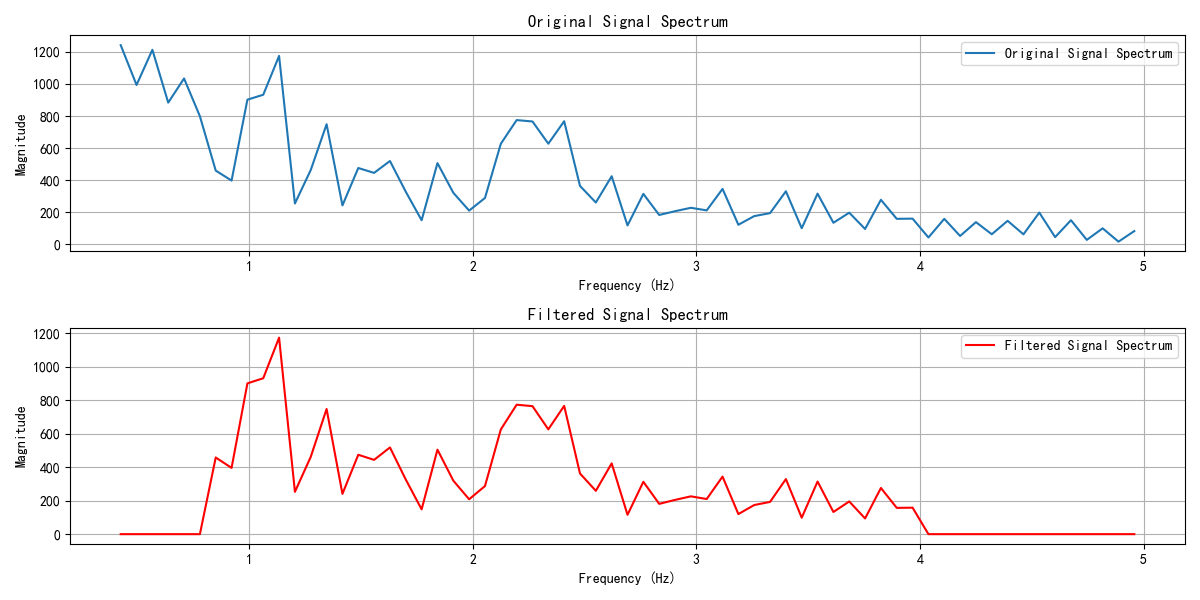 Original Signal Spectrum
1200
1000
800
600
400
200
0
Magnitude
Original Signal Spectrum
1 2 3 4 5
Frequency (Hz)
Filtered Signal Spectrum
1200
1000
800
600
400
200
0
Magnitude
Filtered Signal Spectrum
1 2 3 4 5
Frequency (Hz)